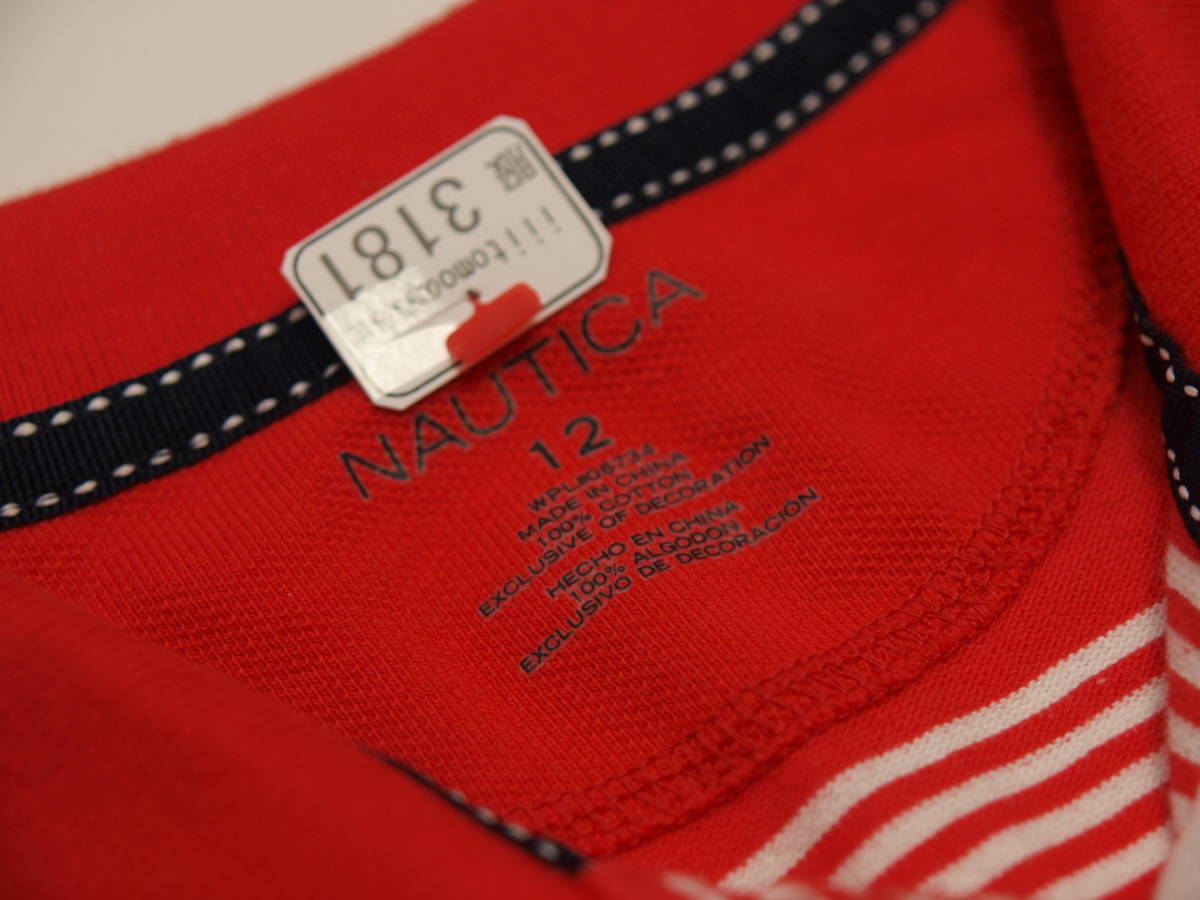 3181
NAUTICA
12
WPL#06734
MADE IN CHINA
100% COTTON
EXCLUSIVE OF DECORATION
HECHO EN CHINA
100% ALGODON
EXCLUSIVO DE DECORACIÓN